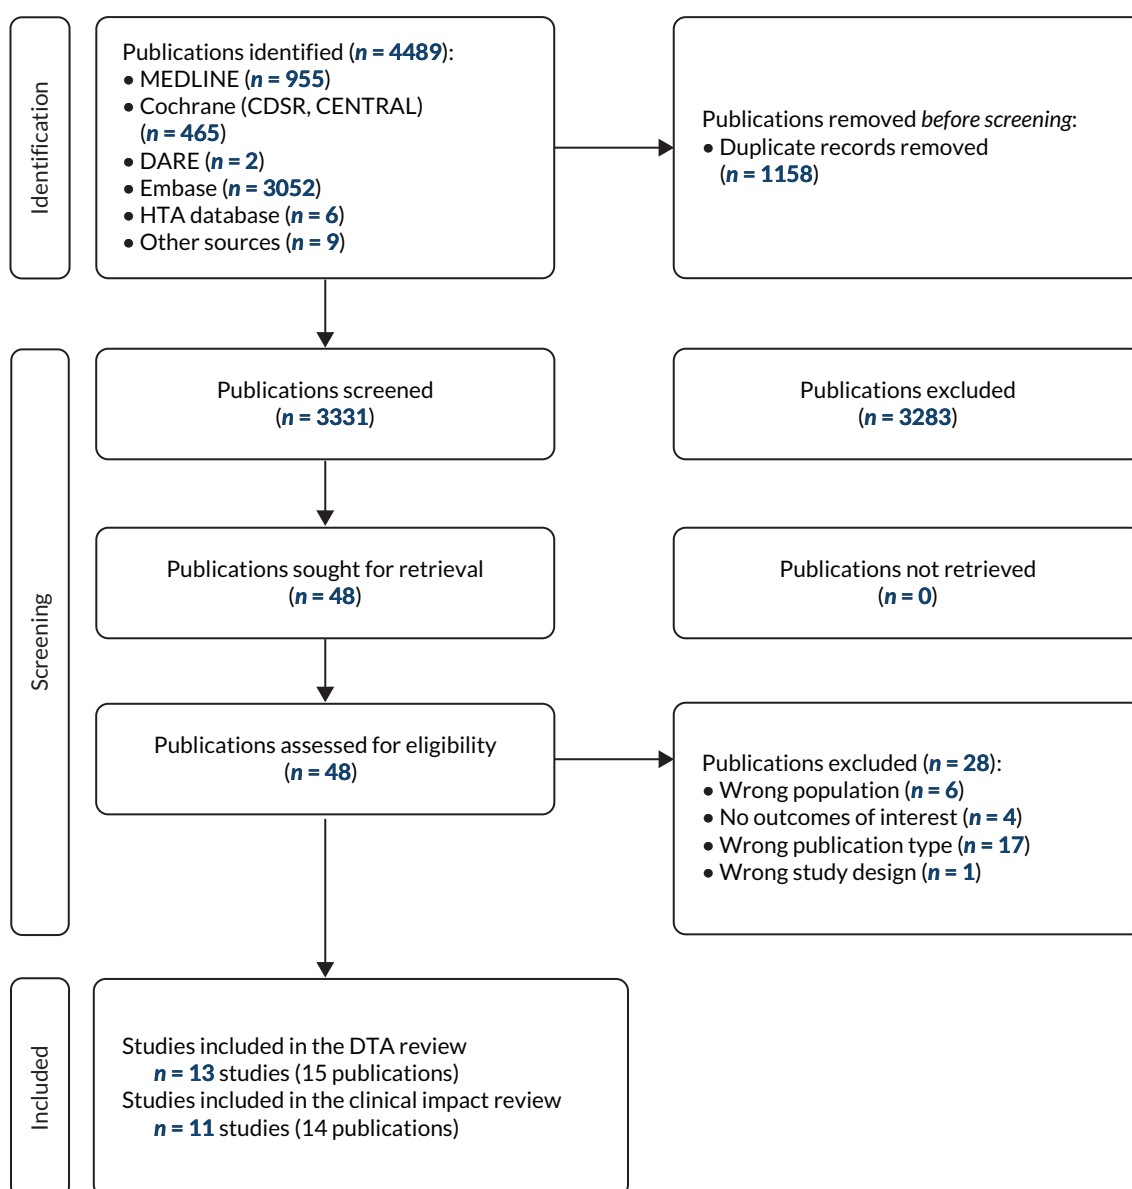 Identification
Publications identified (n = 4489):
• MEDLINE (n = 955)
• Cochrane (CDSR, CENTRAL)
(n = 465)
• DARE (n = 2)
• Embase (n = 3052)
• HTA database (n = 6)
• Other sources (n = 9)
Publications removed before screening:
• Duplicate records removed
(n = 1158)
Screening
Publications screened
(n = 3331)
Publications excluded
(n = 3283)
Publications sought for retrieval
(n = 48)
Publications not retrieved
(n = 0)
Publications assessed for eligibility
(n = 48)
Publications excluded (n = 28):
• Wrong population (n = 6)
• No outcomes of interest (n = 4)
• Wrong publication type (n = 17)
• Wrong study design (n = 1)
Included
Studies included in the DTA review
n = 13 studies (15 publications)
Studies included in the clinical impact review
n = 11 studies (14 publications)